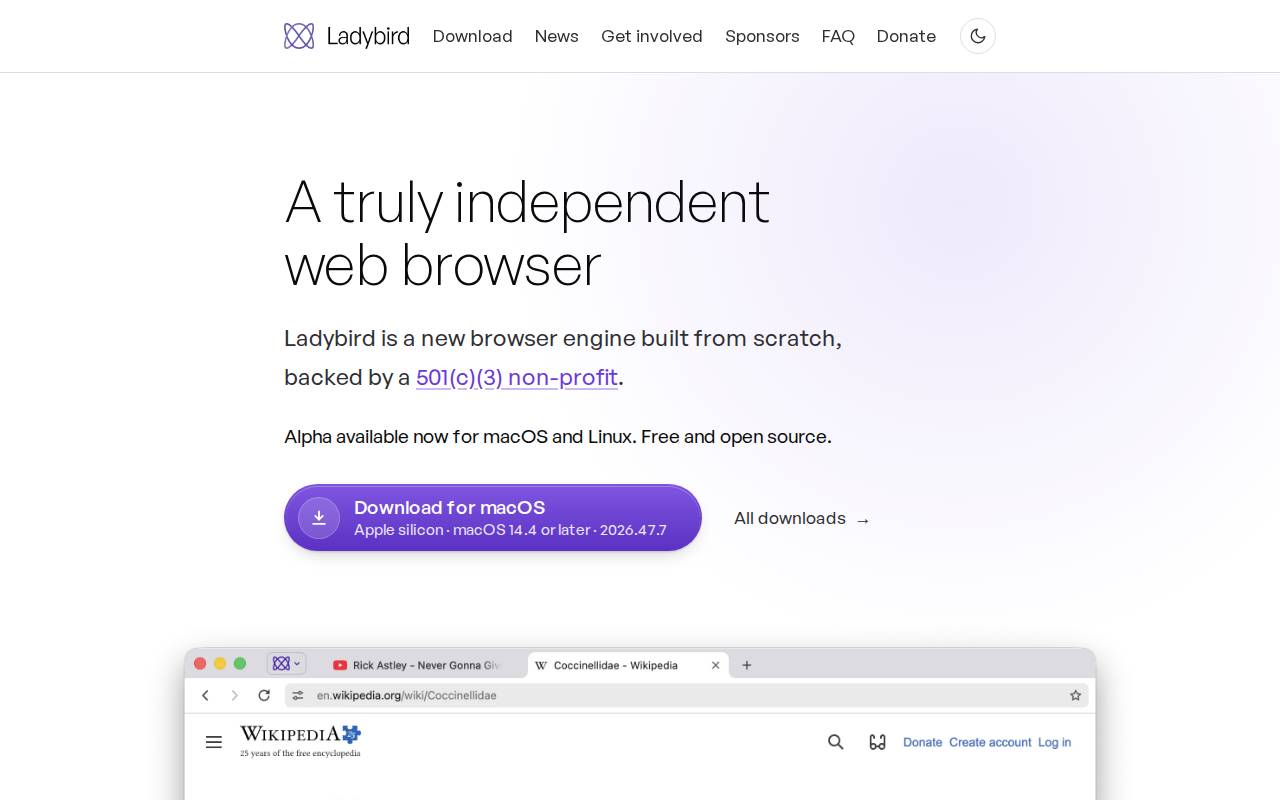 Ladybird Download News Get involved Sponsors FAQ Donate
A truly independent
web browser
Ladybird is a new browser engine built from scratch,
backed by a 501(c)(3) non-profit.
Alpha available now for macOS and Linux. Free and open source.
Download for macOS
Apple silicon · macOS 14.4 or later · 2026.4.7.7
All downloads →
Rick Astley - Never Gonna Giv
Coccinellidae - Wikipedia
en.wikipedia.org/wiki/Coccinellidae
WIKIPEDIA 25
25 years of the free encyclopedia
Donate Create account Log in